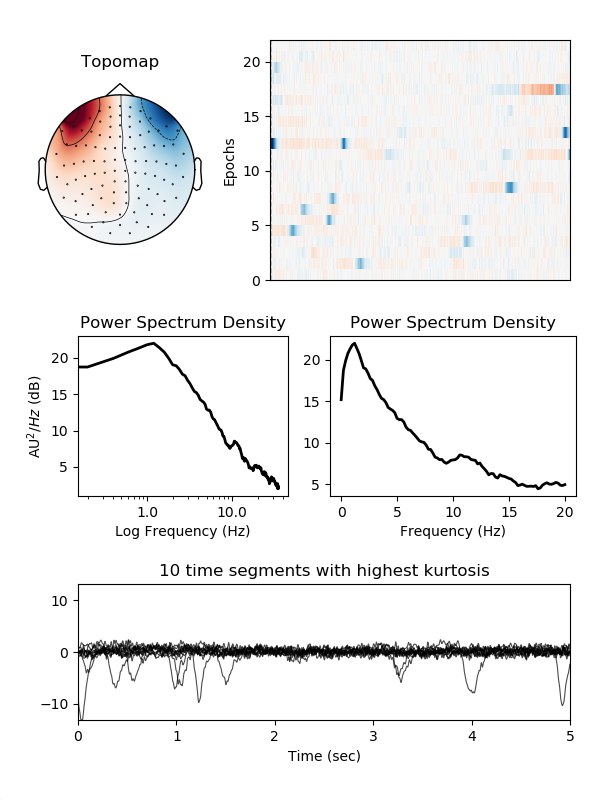 Topomap
Epochs
20
15
10
5
0
Power Spectrum Density
AU²/Hz (dB)
20
15
10
5
1.0 10.0
Log Frequency (Hz)
Power Spectrum Density
20
15
10
5
0 5 10 15 20
Frequency (Hz)
10 time segments with highest kurtosis
10
0
−10
0 1 2 3 4 5
Time (sec)